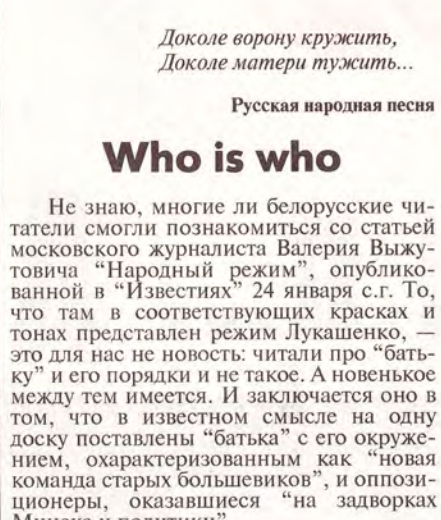 Доколе ворону кружить,
Доколе матери тужить...
Русская народная песня
Who is who
Не знаю, многие ли белорусские чи-
татели смогли познакомиться со статьей
московского журналиста Валерия Выжу-
товича “Народный режим”, опублико-
ванной в “Известиях” 24 января с.г. То,
что там в соответствующих красках и
тонах представлен режим Лукашенко, —
это для нас не новость: читали про “бать-
ку” и его порядки и не такое. А новенькое
между тем имеется. И заключается оно в
том, что в известном смысле на одну
доску поставлены “батька” с его окруже-
нием, охарактеризованным как “новая
команда старых большевиков”, и оппози-
ционеры, оказавшиеся “на задворках
Минска и политики”